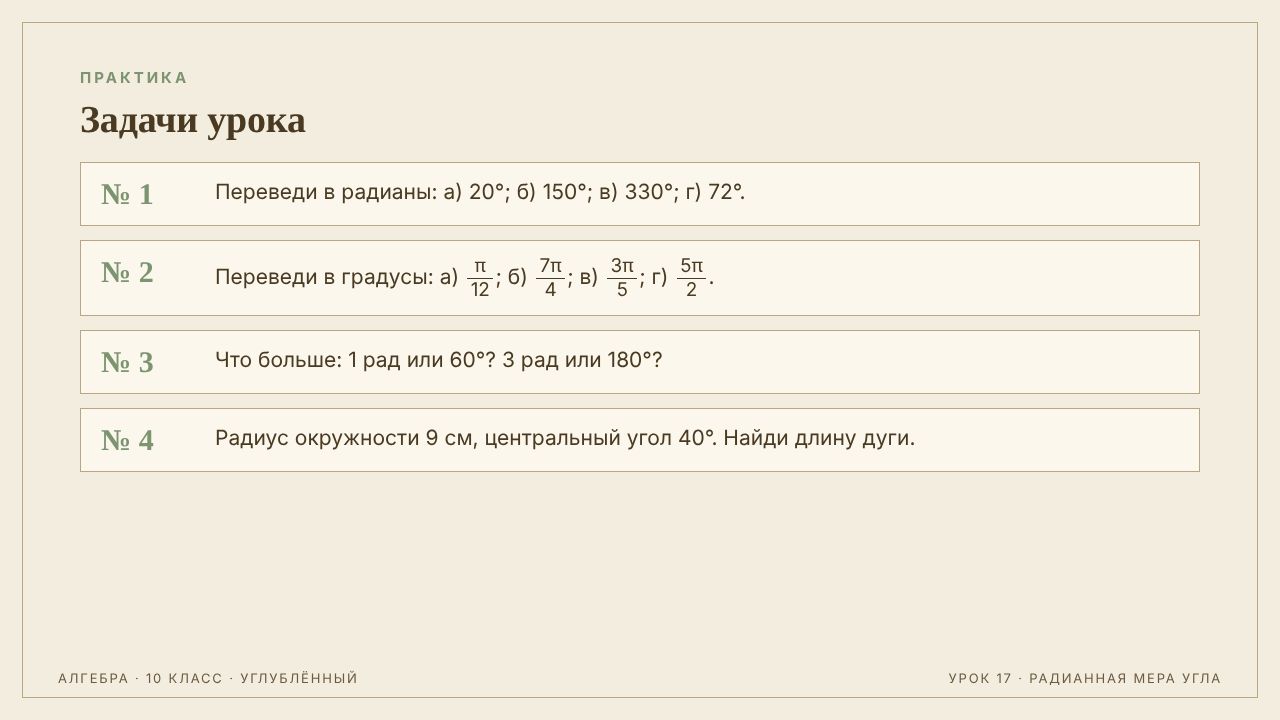 ПРАКТИКА
Задачи урока
№ 1 Переведи в радианы: а) 20°; б) 150°; в) 330°; г) 72°.
№ 2 Переведи в градусы: а) π/12; б) 7π/4; в) 3π/5; г) 5π/2.
№ 3 Что больше: 1 рад или 60°? 3 рад или 180°?
№ 4 Радиус окружности 9 см, центральный угол 40°. Найди длину дуги.
АЛГЕБРА · 10 КЛАСС · УГЛУБЛЁННЫЙ
УРОК 17 · РАДИАННАЯ МЕРА УГЛА